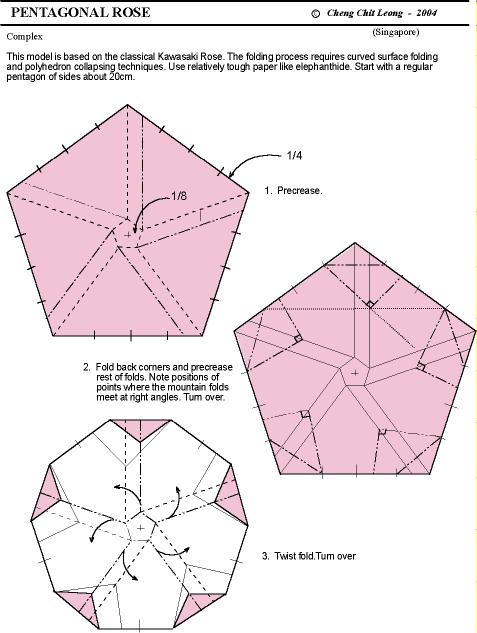 PENTAGONAL ROSE
© Cheng Chit Leong - 2004
Complex
(Singapore)
This model is based on the classical Kawasaki Rose. The folding process requires curved surface folding
and polyhedron collapsing techniques. Use relatively tough paper like elephanthide. Start with a regular
pentagon of sides about 20cm.
1/4
1/8
1. Precrease.
2. Fold back corners and precrease
rest of folds. Note positions of
points where the mountain folds
meet at right angles. Turn over.
3. Twist fold.Turn over